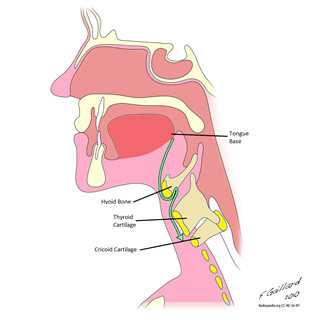 Tongue
Base
Hyoid Bone
Thyroid
Cartilage
Cricoid Cartilage
F Gaillard
2010
Radiopaedia.org CC-NC-SA-BY